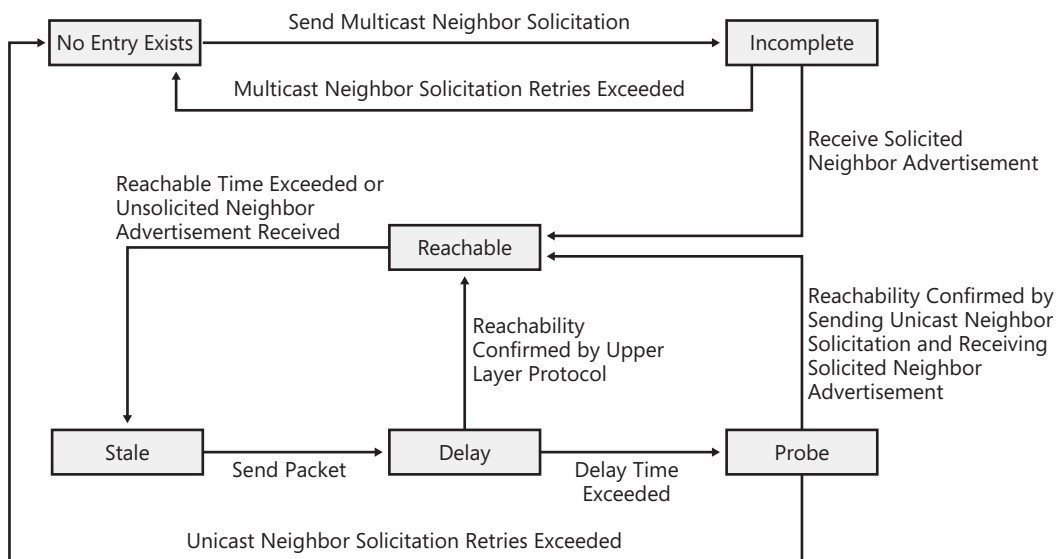 Send Multicast Neighbor Solicitation
No Entry Exists
Incomplete
Multicast Neighbor Solicitation Retries Exceeded
Receive Solicited
Neighbor Advertisement
Reachable Time Exceeded or
Unsolicited Neighbor
Advertisement Received
Reachable
Reachability
Confirmed by Upper
Layer Protocol
Reachability Confirmed by
Sending Unicast Neighbor
Solicitation and Receiving
Solicited Neighbor
Advertisement
Stale
Send Packet
Delay
Delay Time
Exceeded
Probe
Unicast Neighbor Solicitation Retries Exceeded